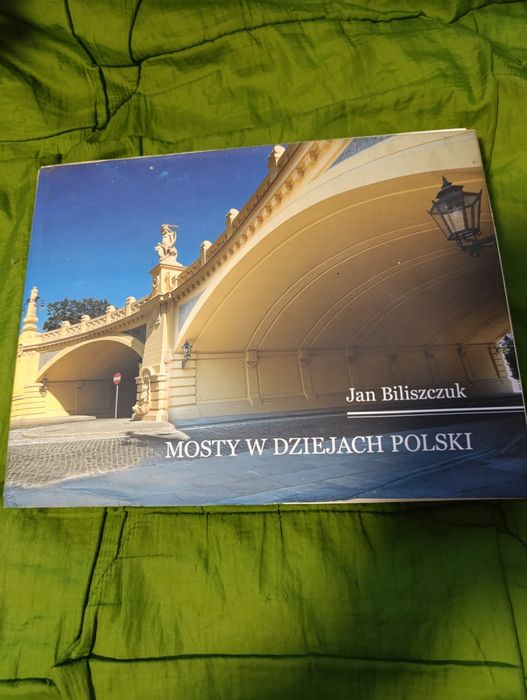 Jan Biliszczuk
MOSTY W DZIEJACH POLSKI